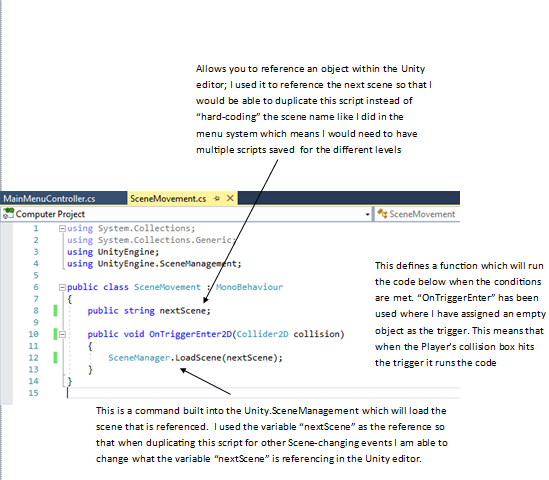 Allows you to reference an object within the Unity
editor; I used it to reference the next scene so that I
would be able to duplicate this script instead of
“hard-coding” the scene name like I did in the
menu system which means I would need to have
multiple scripts saved for the different levels
MainMenuController.cs SceneMovement.cs
Computer Project SceneMovement
1 using System.Collections;
2 using System.Collections.Generic;
3 using UnityEngine;
4 using UnityEngine.SceneManagement;
5
6 public class SceneMovement : MonoBehaviour
7 {
8 public string nextScene;
9
10 public void OnTriggerEnter2D(Collider2D collision)
11 {
12 SceneManager.LoadScene(nextScene);
13 }
14 }
15
This defines a function which will run
the code below when the conditions
are met. “OnTriggerEnter” has been
used where I have assigned an empty
object as the trigger. This means that
when the Player’s collision box hits
the trigger it runs the code
This is a command built into the Unity.SceneManagement which will load the
scene that is referenced. I used the variable “nextScene” as the reference so
that when duplicating this script for other Scene-changing events I am able to
change what the variable “nextScene” is referencing in the Unity editor.